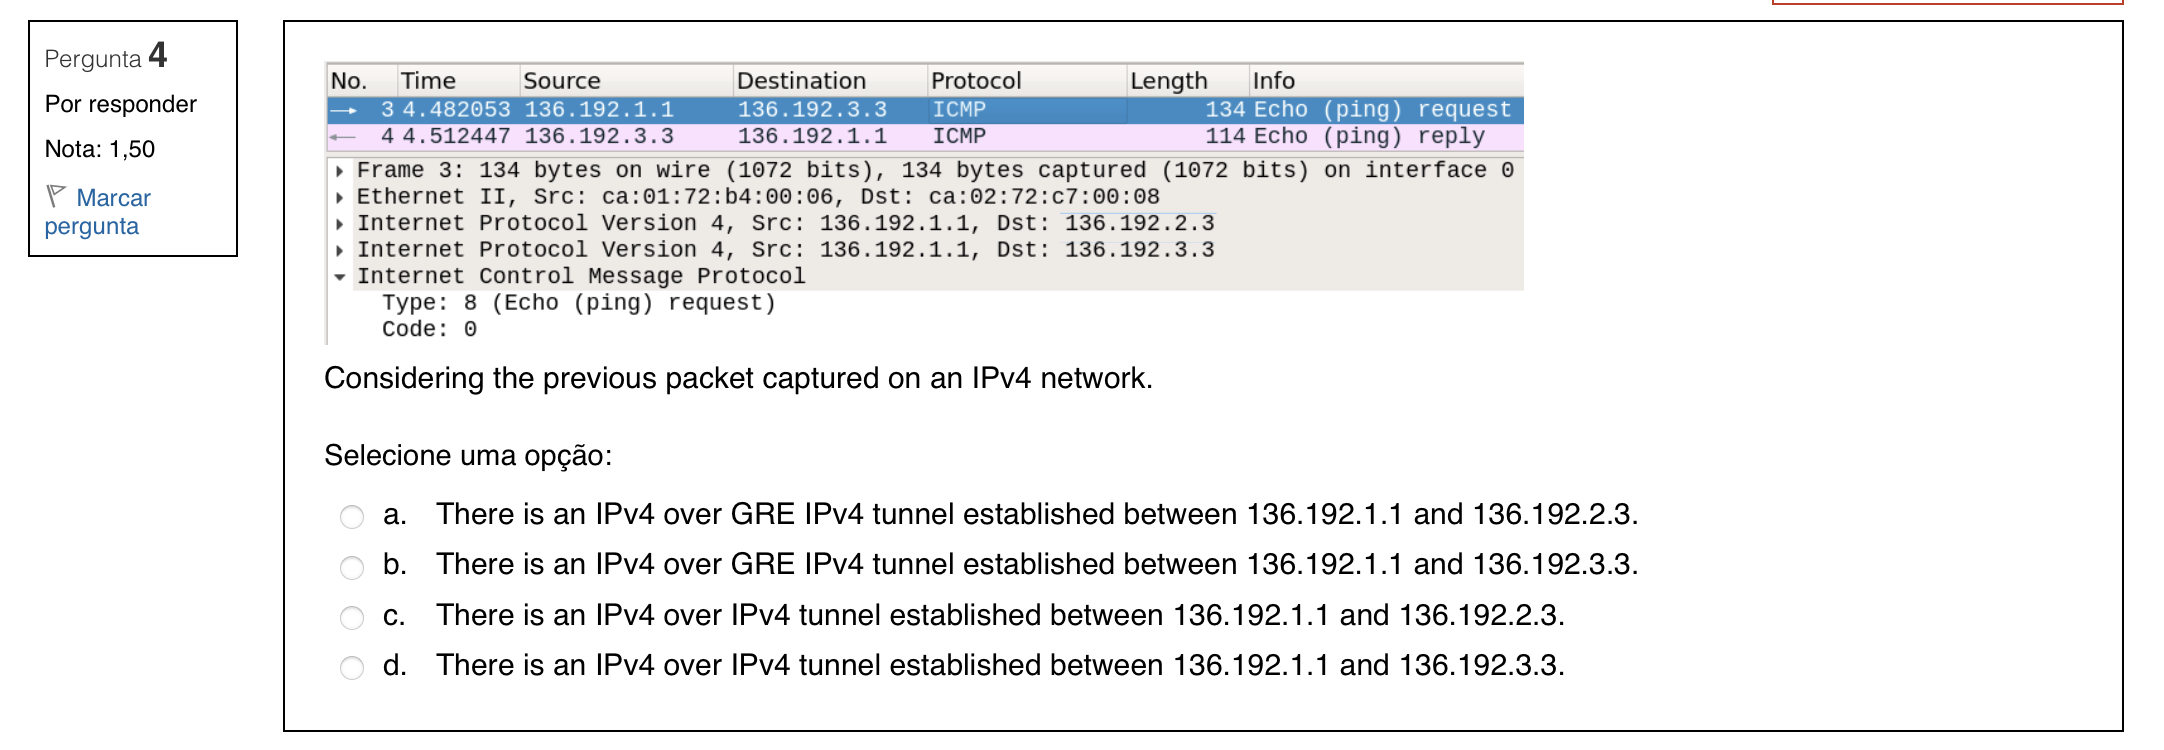 Pergunta 4
Por responder
Nota: 1,50
Marcar
pergunta
No. Time Source Destination Protocol Length Info
3 4.482053 136.192.1.1 136.192.3.3 ICMP 134 Echo (ping) request
4 4.512447 136.192.3.3 136.192.1.1 ICMP 114 Echo (ping) reply
Frame 3: 134 bytes on wire (1072 bits), 134 bytes captured (1072 bits) on interface 0
Ethernet II, Src: ca:01:72:b4:00:06, Dst: ca:02:72:c7:00:08
Internet Protocol Version 4, Src: 136.192.1.1, Dst: 136.192.2.3
Internet Protocol Version 4, Src: 136.192.1.1, Dst: 136.192.3.3
Internet Control Message Protocol
Type: 8 (Echo (ping) request)
Code: 0
Considering the previous packet captured on an IPv4 network.
Selecione uma opção:
a. There is an IPv4 over GRE IPv4 tunnel established between 136.192.1.1 and 136.192.2.3.
b. There is an IPv4 over GRE IPv4 tunnel established between 136.192.1.1 and 136.192.3.3.
c. There is an IPv4 over IPv4 tunnel established between 136.192.1.1 and 136.192.2.3.
d. There is an IPv4 over IPv4 tunnel established between 136.192.1.1 and 136.192.3.3.